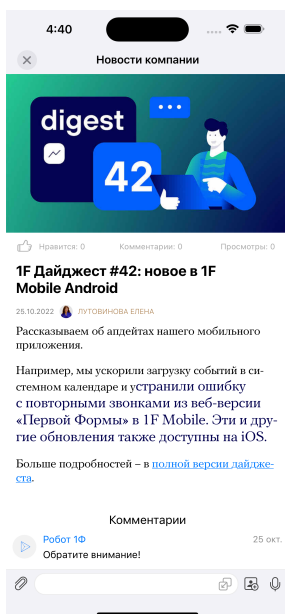 4:40
Новости компании
digest
42
Нравится: 0 Комментарии: 0 Просмотры: 0
1F Дайджест #42: новое в 1F
Mobile Android
25.10.2022 ЛУТОВИНОВА ЕЛЕНА
Рассказываем об апдейтах нашего мобильного
приложения.
Например, мы ускорили загрузку событий в си-
стемном календаре и устранили ошибку
с повторными звонками из веб-версии
«Первой Формы» в 1F Mobile. Эти и дру-
гие обновления также доступны на iOS.
Больше подробностей – в полной версии дайдже-
ста.
Комментарии
Робот 1Ф 25 окт.
Обратите внимание!